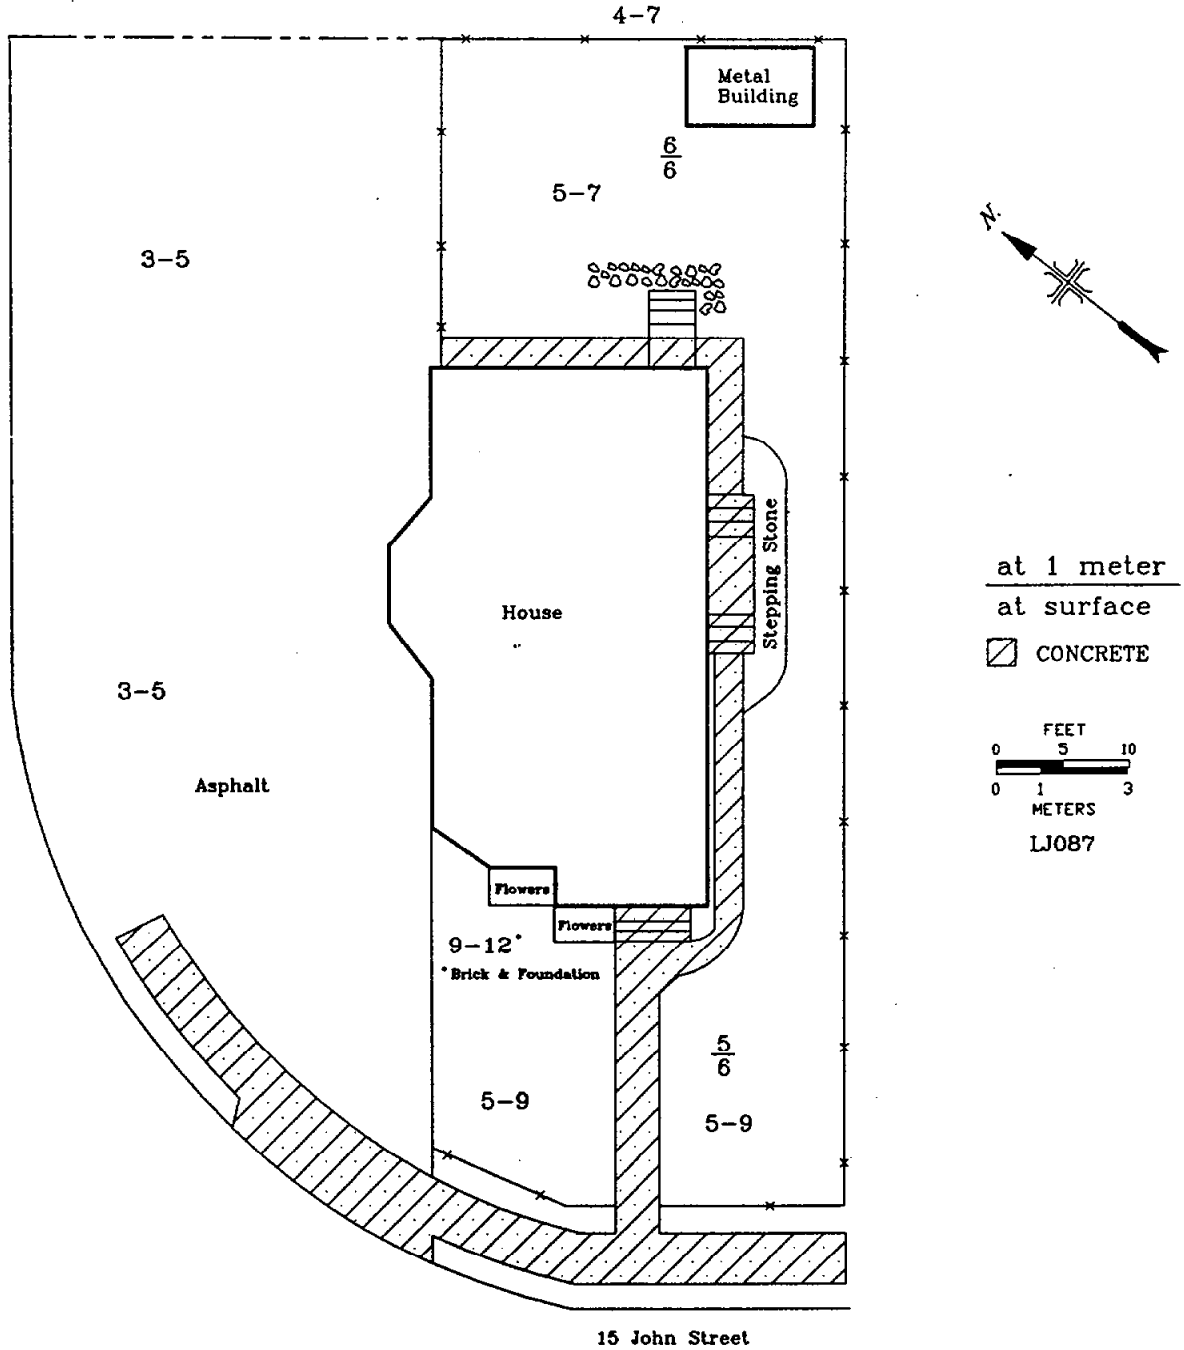 4-7
Metal
Building
6
6
5-7
3-5
N.
Stepping Stone
at 1 meter
at surface
House
CONCRETE
3-5
FEET
0 5 10
0 1 3
METERS
Asphalt
LJ087
Flowers
Flowers
9-12*
*Brick & Foundation
5
6
5-9
5-9
15 John Street